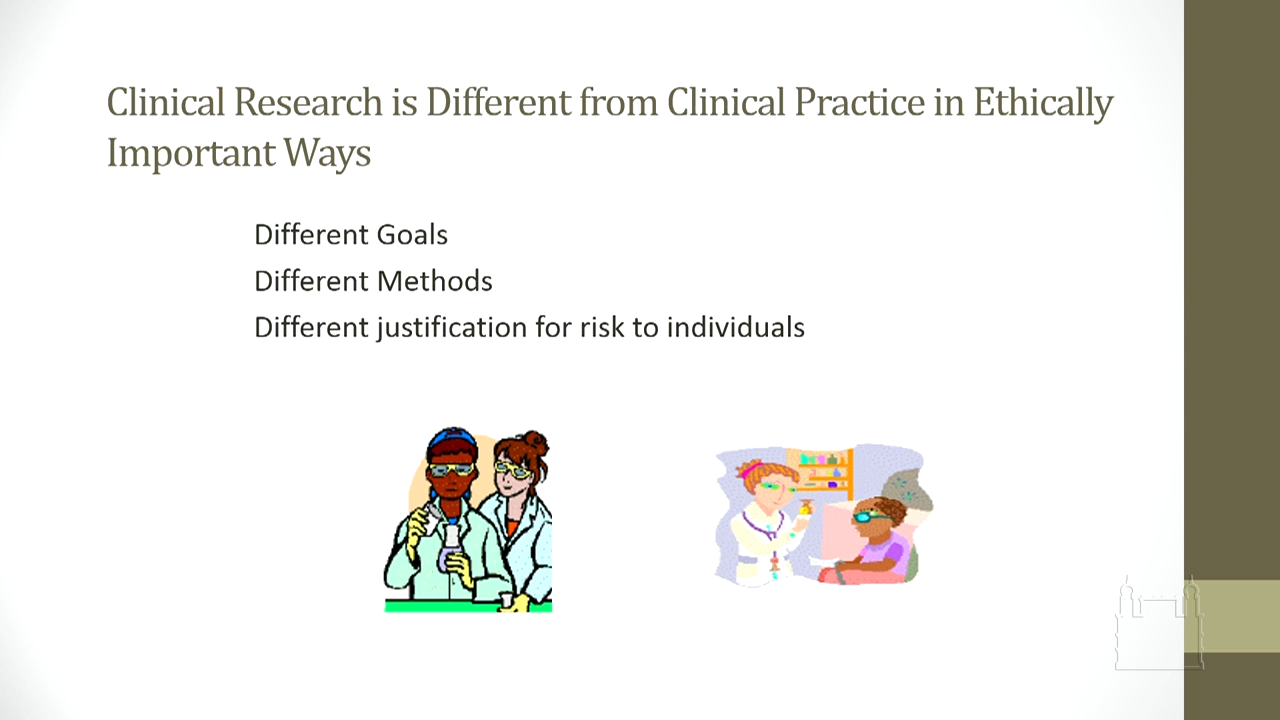 Clinical Research is Different from Clinical Practice in Ethically
Important Ways
Different Goals
Different Methods
Different justification for risk to individuals